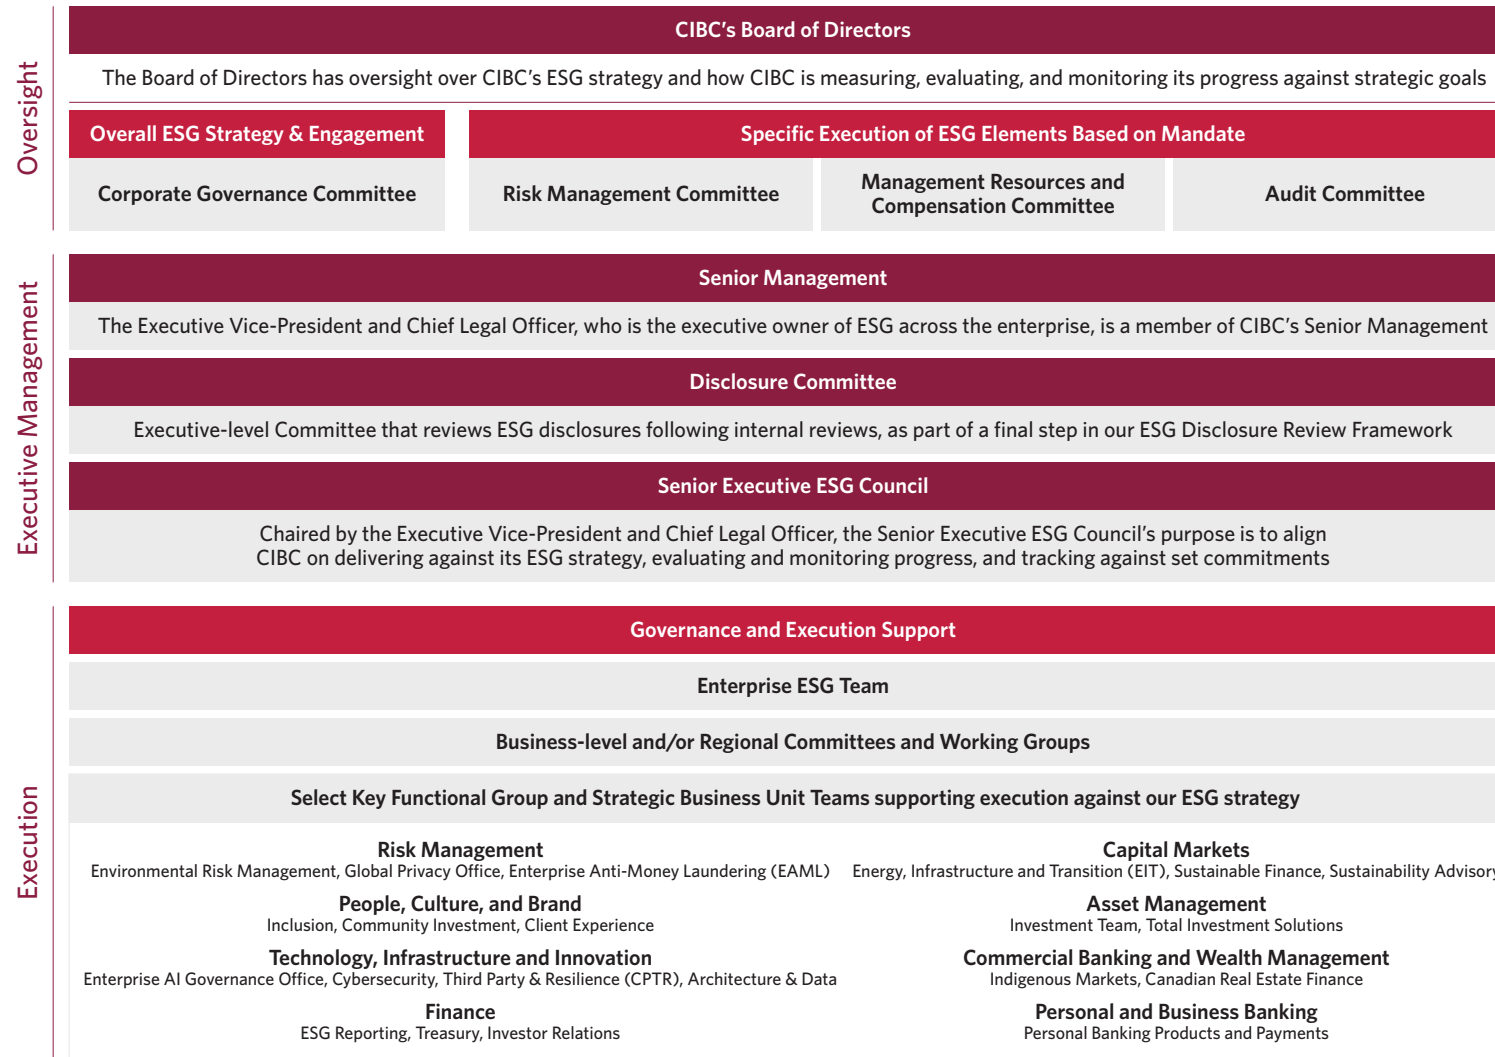 Oversight
CIBC's Board of Directors
The Board of Directors has oversight over CIBC's ESG strategy and how CIBC is measuring, evaluating, and monitoring its progress against strategic goals
Overall ESG Strategy & Engagement
Corporate Governance Committee
Specific Execution of ESG Elements Based on Mandate
Risk Management Committee
Management Resources and
Compensation Committee
Audit Committee
Executive Management
Senior Management
The Executive Vice-President and Chief Legal Officer, who is the executive owner of ESG across the enterprise, is a member of CIBC's Senior Management
Disclosure Committee
Executive-level Committee that reviews ESG disclosures following internal reviews, as part of a final step in our ESG Disclosure Review Framework
Senior Executive ESG Council
Chaired by the Executive Vice-President and Chief Legal Officer, the Senior Executive ESG Council's purpose is to align
CIBC on delivering against its ESG strategy, evaluating and monitoring progress, and tracking against set commitments
Execution
Governance and Execution Support
Enterprise ESG Team
Business-level and/or Regional Committees and Working Groups
Select Key Functional Group and Strategic Business Unit Teams supporting execution against our ESG strategy
Risk Management
Environmental Risk Management, Global Privacy Office, Enterprise Anti-Money Laundering (EAML)
People, Culture, and Brand
Inclusion, Community Investment, Client Experience
Technology, Infrastructure and Innovation
Enterprise AI Governance Office, Cybersecurity, Third Party & Resilience (CPTR), Architecture & Data
Finance
ESG Reporting, Treasury, Investor Relations
Capital Markets
Energy, Infrastructure and Transition (EIT), Sustainable Finance, Sustainability Advisory
Asset Management
Investment Team, Total Investment Solutions
Commercial Banking and Wealth Management
Indigenous Markets, Canadian Real Estate Finance
Personal and Business Banking
Personal Banking Products and Payments